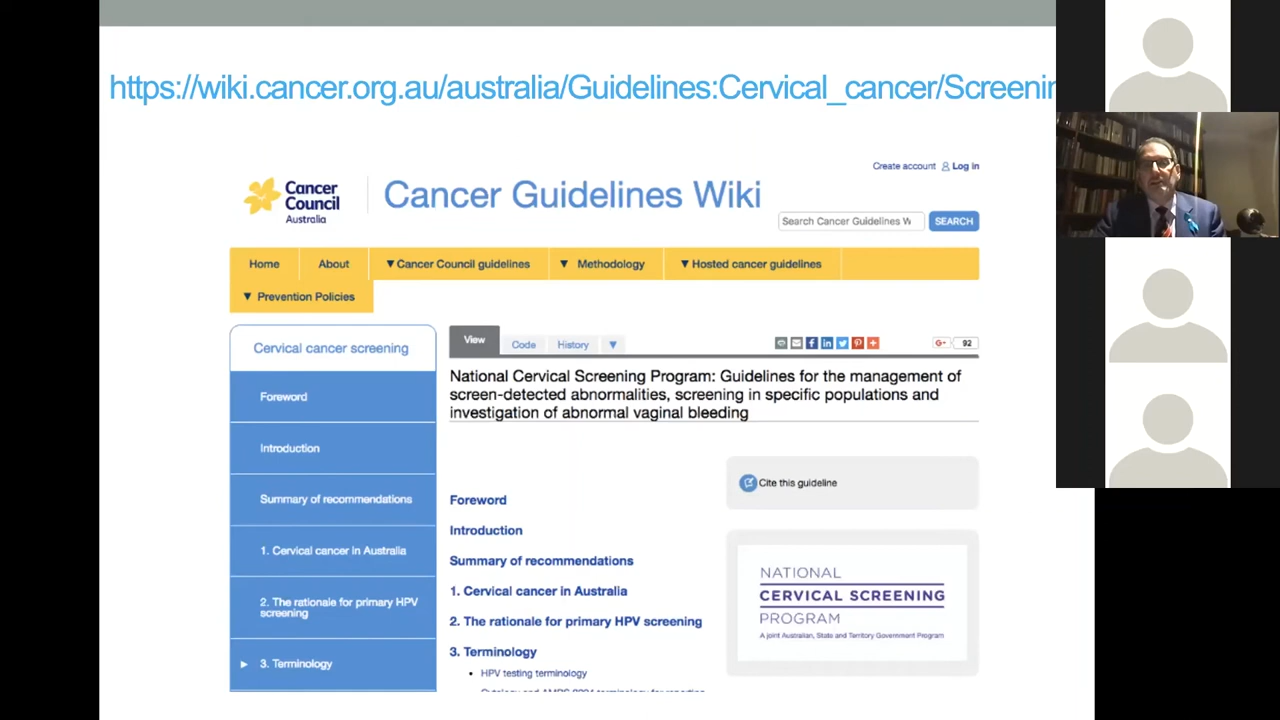 https://wiki.cancer.org.au/australia/Guidelines:Cervical_cancer/Screenin
Create account Log in
Cancer
Council
Australia
Cancer Guidelines Wiki
Search Cancer Guidelines W
SEARCH
Home About ▼Cancer Council guidelines ▼ Methodology ▼Hosted cancer guidelines
▼ Prevention Policies
Cervical cancer screening
Foreword
Introduction
Summary of recommendations
1. Cervical cancer in Australia
2. The rationale for primary HPV
screening
3. Terminology
View Code History ▼
G+ 92
National Cervical Screening Program: Guidelines for the management of
screen-detected abnormalities, screening in specific populations and
investigation of abnormal vaginal bleeding
Foreword
Introduction
Summary of recommendations
1. Cervical cancer in Australia
2. The rationale for primary HPV screening
3. Terminology
• HPV testing terminology
Cite this guideline
NATIONAL
CERVICAL SCREENING
PROGRAM
A joint Australian, State and Territory Government Program